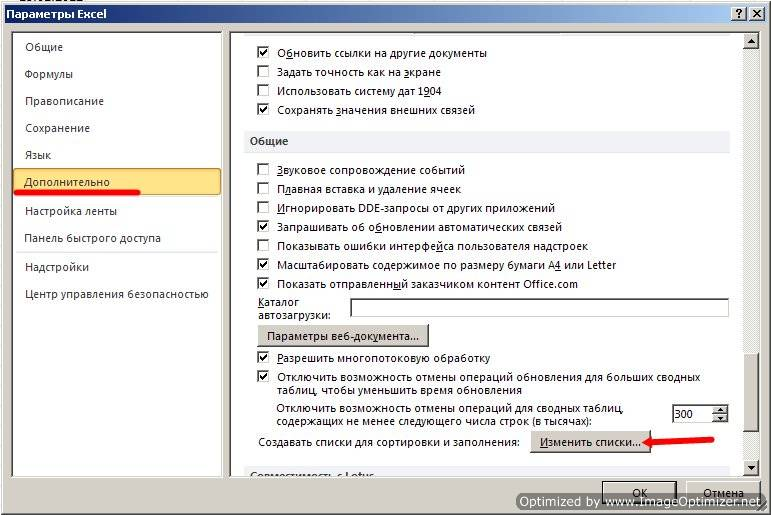 Параметры Excel
Общие
Формулы
Правописание
Сохранение
Язык
Дополнительно
Настройка ленты
Панель быстрого доступа
Надстройки
Центр управления безопасностью
Обновить ссылки на другие документы
Задать точность как на экране
Использовать систему дат 1904
Сохранять значения внешних связей
Общие
Звуковое сопровождение событий
Плавная вставка и удаление ячеек
Игнорировать DDE-запросы от других приложений
Запрашивать об обновлении автоматических связей
Показывать ошибки интерфейса пользователя надстроек
Масштабировать содержимое по размеру бумаги A4 или Letter
Показать отправленный заказчиком контент Office.com
Каталог
автозагрузки:
Параметры веб-документа...
Разрешить многопотоковую обработку
Отключить возможность отмены операций обновления для больших сводных
таблиц, чтобы уменьшить время обновления
Отключить возможность отмены операций для сводных таблиц,
содержащих не менее следующего числа строк (в тысячах):
300
Создавать списки для сортировки и заполнения:
Изменить списки...
Совместимость с Lotus
ОК
Отмена
Optimized by www.ImageOptimizer.net